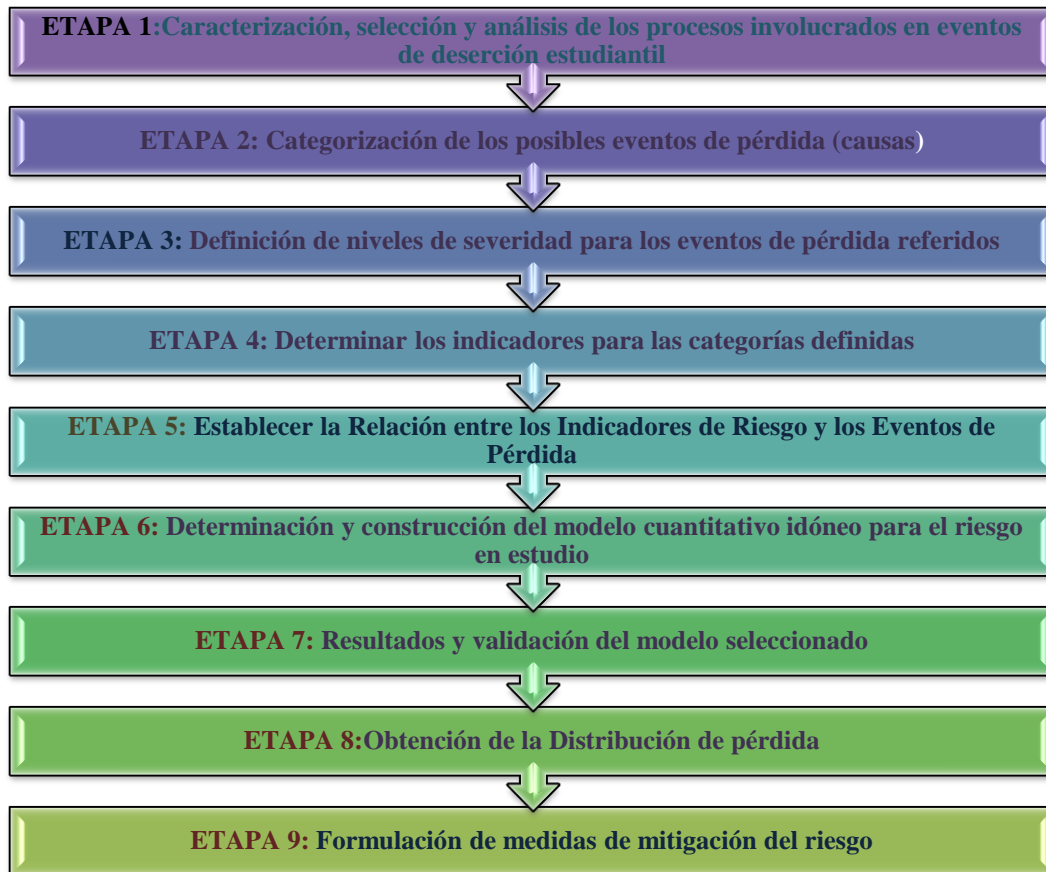 ETAPA 1:Caracterización, selección y análisis de los procesos involucrados en eventos
de deserción estudiantil
ETAPA 2: Categorización de los posibles eventos de pérdida (causas)
ETAPA 3: Definición de niveles de severidad para los eventos de pérdida referidos
ETAPA 4: Determinar los indicadores para las categorías definidas
ETAPA 5: Establecer la Relación entre los Indicadores de Riesgo y los Eventos de
Pérdida
ETAPA 6: Determinación y construcción del modelo cuantitativo idóneo para el riesgo
en estudio
ETAPA 7: Resultados y validación del modelo seleccionado
ETAPA 8:Obtención de la Distribución de pérdida
ETAPA 9: Formulación de medidas de mitigación del riesgo